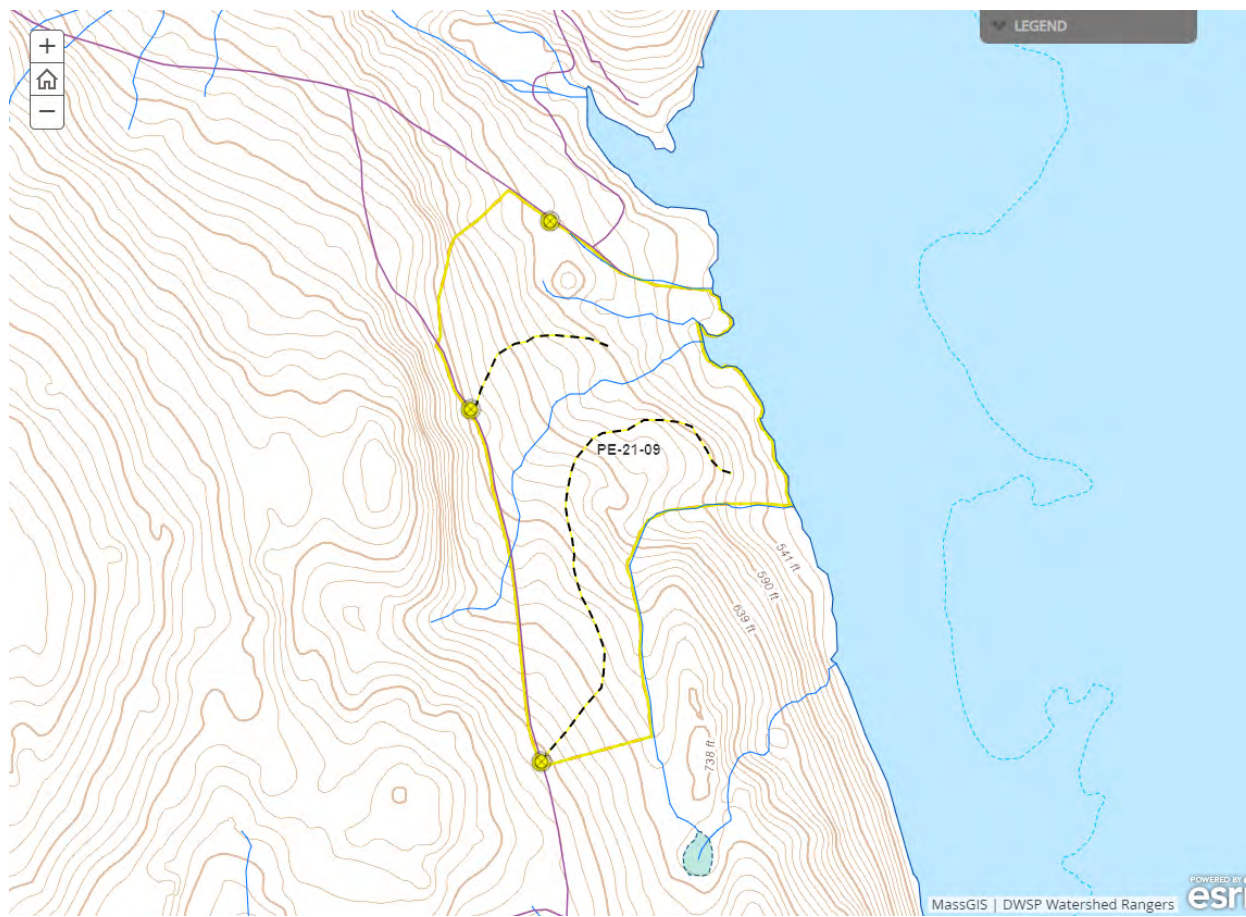 +
LEGEND
−
PE-21-09
541 ft
590 ft
639 ft
738 ft
POWERED BY
esri
MassGIS | DWSP Watershed Rangers